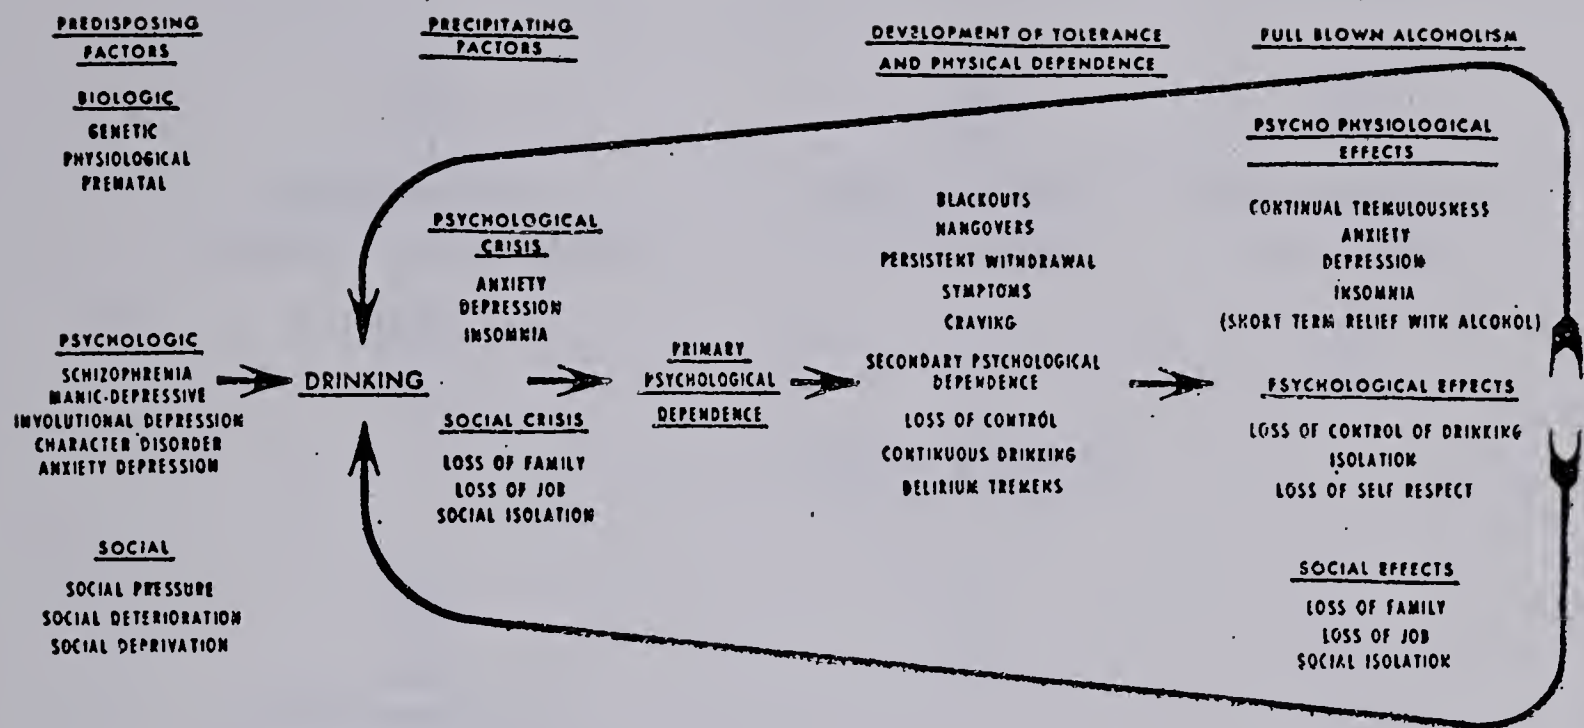 PREDISPOSING
FACTORS
BIOLOGIC
GENETIC
PHYSIOLOGICAL
PRENATAL
PSYCHOLOGIC
SCHIZOPHRENIA
MANIC-DEPRESSIVE
INVOLUTIONAL DEPRESSION
CHARACTER DISORDER
ANXIETY DEPRESSION
SOCIAL
SOCIAL PRESSURE
SOCIAL DETERIORATION
SOCIAL DEPRIVATION
DRINKING
PRECIPITATING
FACTORS
PSYCHOLOGICAL
CRISIS
ANXIETY
DEPRESSION
INSOMNIA
SOCIAL CRISIS
LOSS OF FAMILY
LOSS OF JOB
SOCIAL ISOLATION
PRIMARY
PSYCHOLOGICAL
DEPENDENCE
DEVELOPMENT OF TOLERANCE
AND PHYSICAL DEPENDENCE
BLACKOUTS
HANGOVERS
PERSISTENT WITHDRAWAL
SYMPTOMS
CRAVING
SECONDARY PSYCHOLOGICAL
DEPENDENCE
LOSS OF CONTROL
CONTINUOUS DRINKING
DELIRIUM TREMENS
FULL BLOWN ALCOHOLISM
PSYCHO PHYSIOLOGICAL
EFFECTS
CONTINUAL TREMULOUSNESS
ANXIETY
DEPRESSION
INSOMNIA
(SHORT TERM RELIEF WITH ALCOHOL)
PSYCHOLOGICAL EFFECTS
LOSS OF CONTROL OF DRINKING
ISOLATION
LOSS OF SELF RESPECT
SOCIAL EFFECTS
LOSS OF FAMILY
LOSS OF JOB
SOCIAL ISOLATION